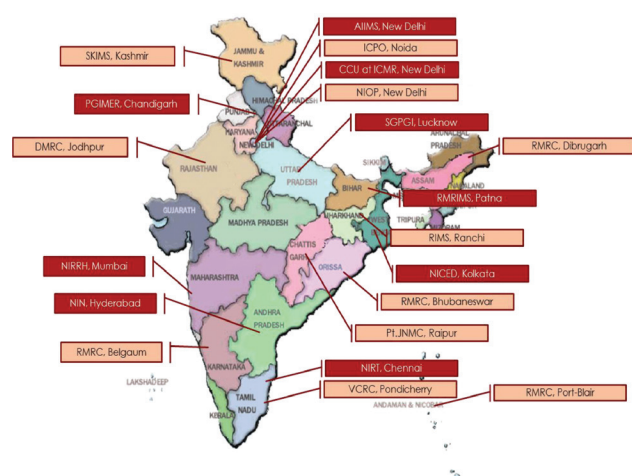 AIIMS, New Delhi
SKIMS, Kashmir
JAMMU &
KASHMIR
ICPO, Noida
CCU at ICMR, New Delhi
PGIMER, Chandigarh
HIMACHAL PRADESH
NIOP, New Delhi
PUNJAB
SGPGI, Lucknow
HARYANA
NEW DELHI
DMRC, Jodhpur
RAJASTHAN
UTTAR
PRADESH
SIKKIM
ARUNACHAL
PRADESH
RMRC, Dibrugarh
ASSAM
BIHAR
RMRIMS, Patna
GUJARATH
MADHYA PRADESH
JHARKHAND
WEST
TRIPURA
RIMS, Ranchi
CHATTIS
GARH
NIRRH, Mumbai
MAHARASHTRA
ORISSA
NICED, Kolkata
NIN, Hyderabad
RMRC, Bhubaneswar
ANDHRA
PRADESH
Pt.JNMC, Raipur
RMRC, Belgaum
KARNATAKA
NIRT, Chennai
LAKSHADEEP
VCRC, Pondicherry
RMRC, Port-Blair
TAMIL
NADU
KERALA
ANDAMAN & NICOBAR